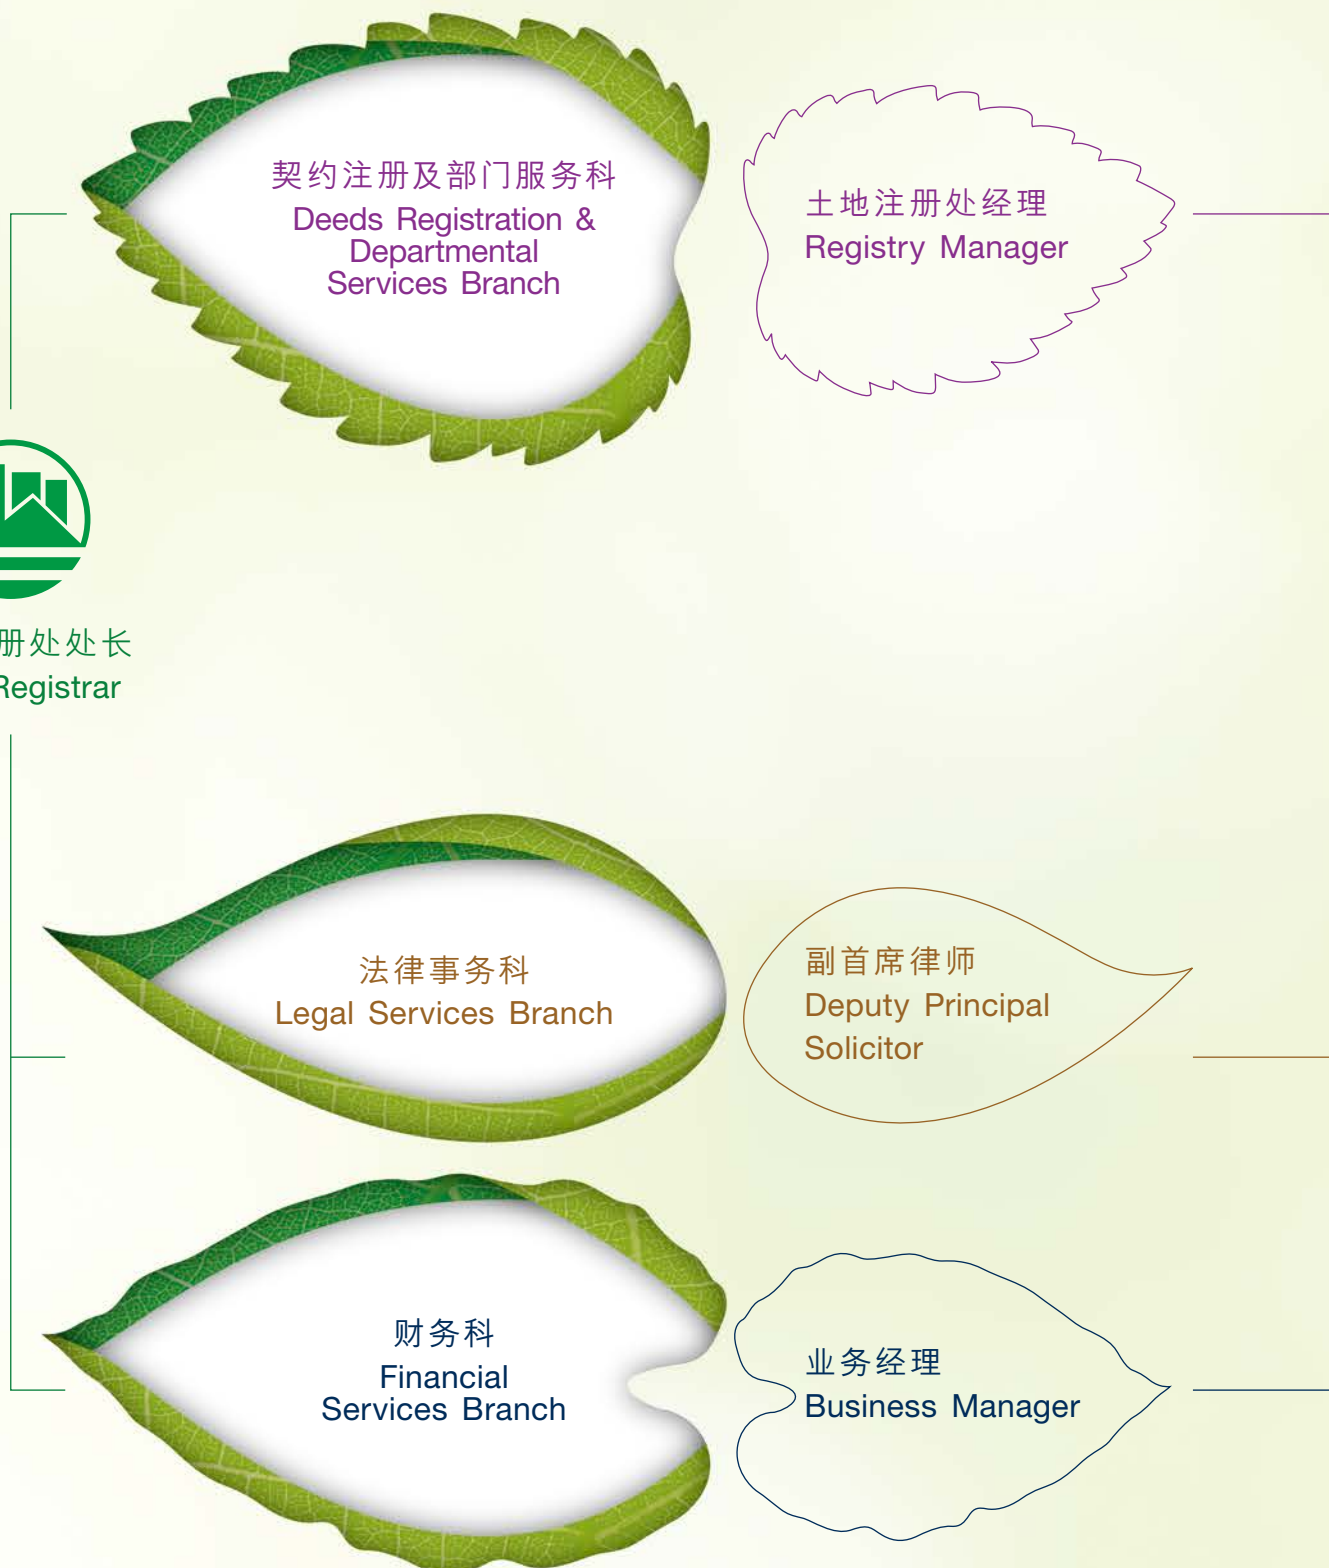 契约注册及部门服务科
Deeds Registration &
Departmental
Services Branch
土地注册处经理
Registry Manager
册处处长
Registrar
法律事务科
Legal Services Branch
副首席律师
Deputy Principal
Solicitor
财务科
Financial
Services Branch
业务经理
Business Manager